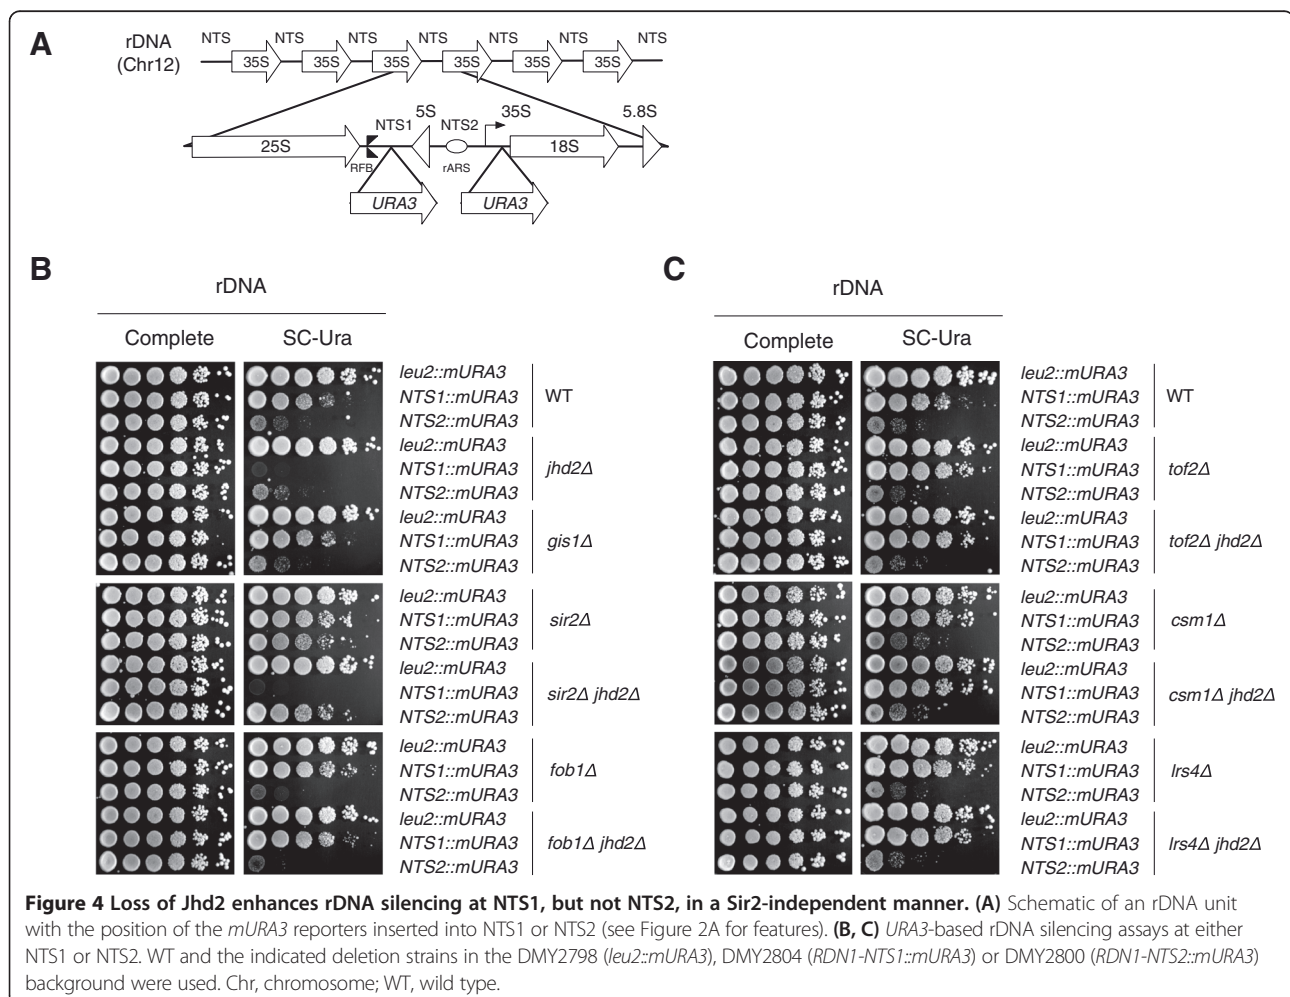 A
rDNA
(Chr12)
NTS NTS NTS NTS NTS NTS NTS
35S 35S 35S 35S 35S 35S
5S 35S 5.8S
NTS1 NTS2
25S 18S
RFB rARS
URA3 URA3
B
rDNA
Complete SC-Ura
leu2::mURA3
NTS1::mURA3 WT
NTS2::mURA3
leu2::mURA3
NTS1::mURA3 jhd2Δ
NTS2::mURA3
leu2::mURA3
NTS1::mURA3 gis1Δ
NTS2::mURA3
leu2::mURA3
NTS1::mURA3 sir2Δ
NTS2::mURA3
leu2::mURA3
NTS1::mURA3 sir2Δ jhd2Δ
NTS2::mURA3
leu2::mURA3
NTS1::mURA3 fob1Δ
NTS2::mURA3
leu2::mURA3
NTS1::mURA3 fob1Δ jhd2Δ
NTS2::mURA3
C
rDNA
Complete SC-Ura
leu2::mURA3
NTS1::mURA3 WT
NTS2::mURA3
leu2::mURA3
NTS1::mURA3 tof2Δ
NTS2::mURA3
leu2::mURA3
NTS1::mURA3 tof2Δ jhd2Δ
NTS2::mURA3
leu2::mURA3
NTS1::mURA3 csm1Δ
NTS2::mURA3
leu2::mURA3
NTS1::mURA3 csm1Δ jhd2Δ
NTS2::mURA3
leu2::mURA3
NTS1::mURA3 lrs4Δ
NTS2::mURA3
leu2::mURA3
NTS1::mURA3 lrs4Δ jhd2Δ
NTS2::mURA3
Figure 4 Loss of Jhd2 enhances rDNA silencing at NTS1, but not NTS2, in a Sir2-independent manner. (A) Schematic of an rDNA unit
with the position of the mURA3 reporters inserted into NTS1 or NTS2 (see Figure 2A for features). (B, C) URA3-based rDNA silencing assays at either
NTS1 or NTS2. WT and the indicated deletion strains in the DMY2798 (leu2::mURA3), DMY2804 (RDN1-NTS1::mURA3) or DMY2800 (RDN1-NTS2::mURA3)
background were used. Chr, chromosome; WT, wild type.